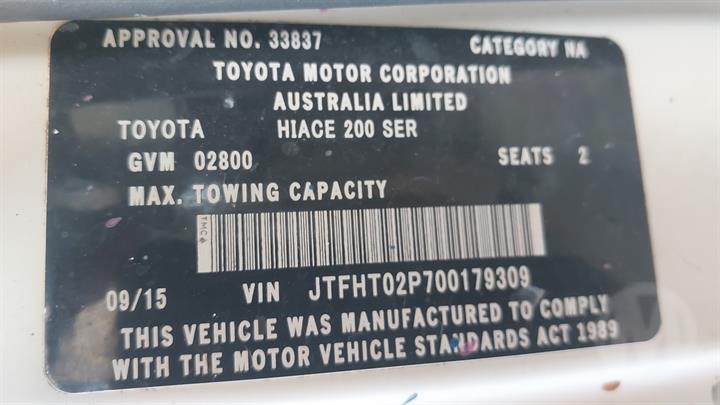 APPROVAL NO. 33837 CATEGORY NA
TOYOTA MOTOR CORPORATION
AUSTRALIA LIMITED
TOYOTA HIACE 200 SER
GVM 02800 SEATS 2
MAX. TOWING CAPACITY
TMCA
09/15 VIN JTFHT02P700179309
THIS VEHICLE WAS MANUFACTURED TO COMPLY
WITH THE MOTOR VEHICLE STANDARDS ACT 1989